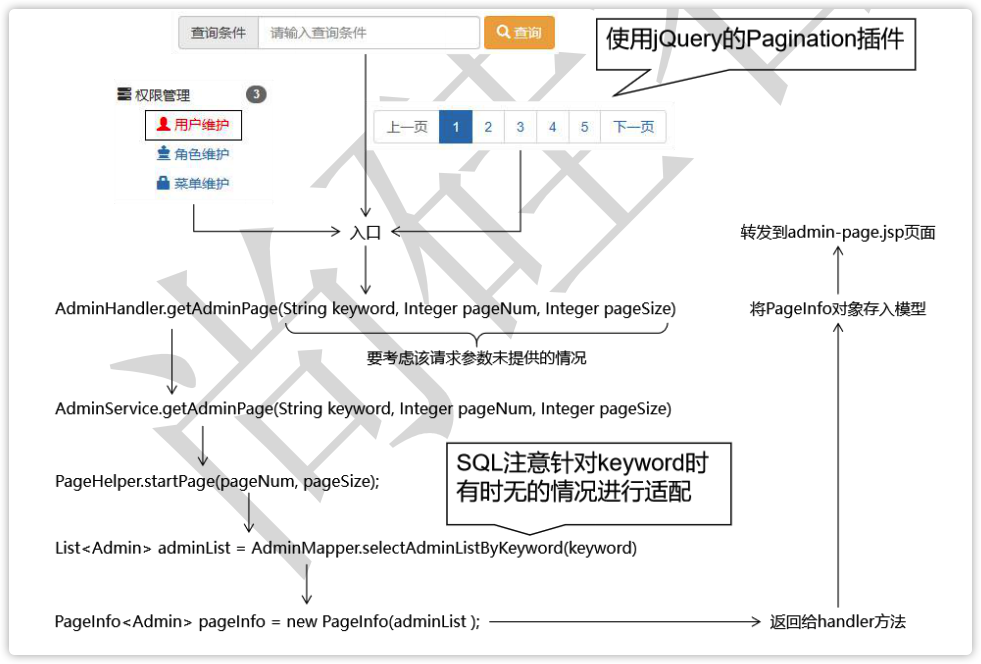 查询条件
请输入查询条件
查询
使用jQuery的Pagination插件
权限管理
3
用户维护
角色维护
菜单维护
上一页 1 2 3 4 5 下一页
入口
转发到admin-page.jsp页面
AdminHandler.getAdminPage(String keyword, Integer pageNum, Integer pageSize)
将PageInfo对象存入模型
要考虑该请求参数未提供的情况
AdminService.getAdminPage(String keyword, Integer pageNum, Integer pageSize)
SQL注意针对keyword时
有时无的情况进行适配
PageHelper.startPage(pageNum, pageSize);
List<Admin> adminList = AdminMapper.selectAdminListByKeyword(keyword)
PageInfo<Admin> pageInfo = new PageInfo(adminList );
返回给handler方法